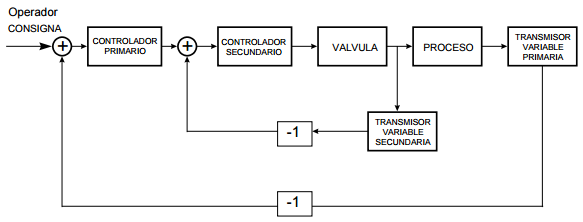 Operador
CONSIGNA
CONTROLADOR
PRIMARIO
CONTROLADOR
SECUNDARIO
VALVULA
PROCESO
TRANSMISOR
VARIABLE
PRIMARIA
TRANSMISOR
VARIABLE
SECUNDARIA
-1
-1